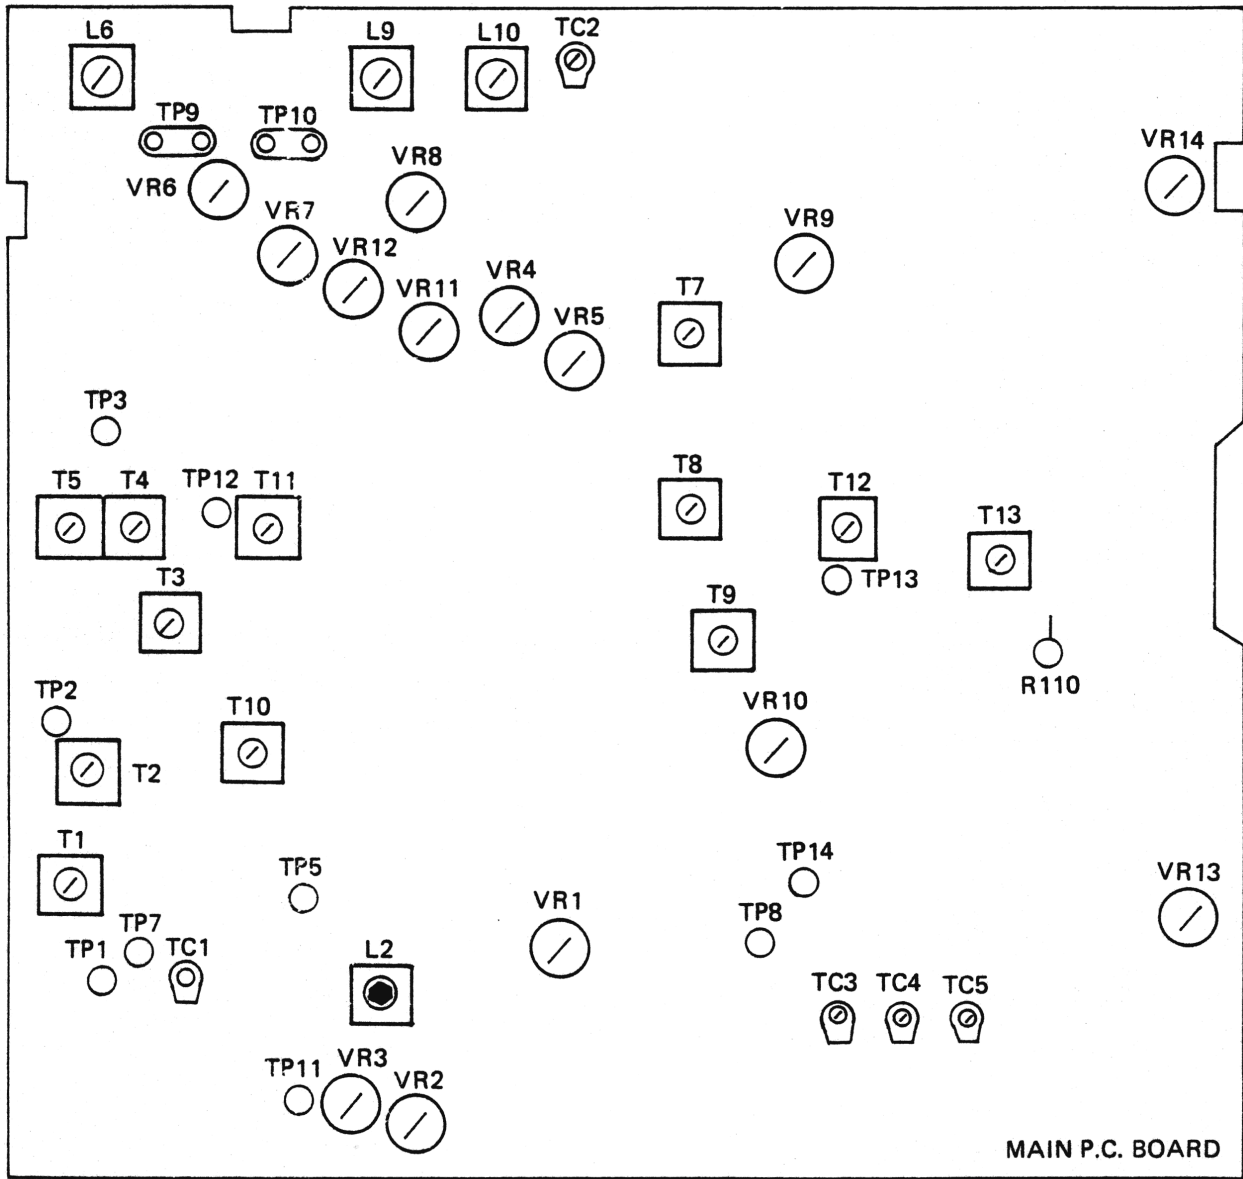 L6
L9
L10
TC2
TP9
TP10
VR14
VR8
VR6
VR7
VR9
VR12
VR4
VR11
T7
VR5
TP3
T5
T4
TP12
T11
T8
T12
T13
T3
TP13
T9
R110
TP2
T10
VR10
T2
T1
TP5
TP14
VR13
VR1
TP8
TP7
TP1
TC1
L2
TC3
TC4
TC5
VR3
TP11
VR2
MAIN P.C. BOARD